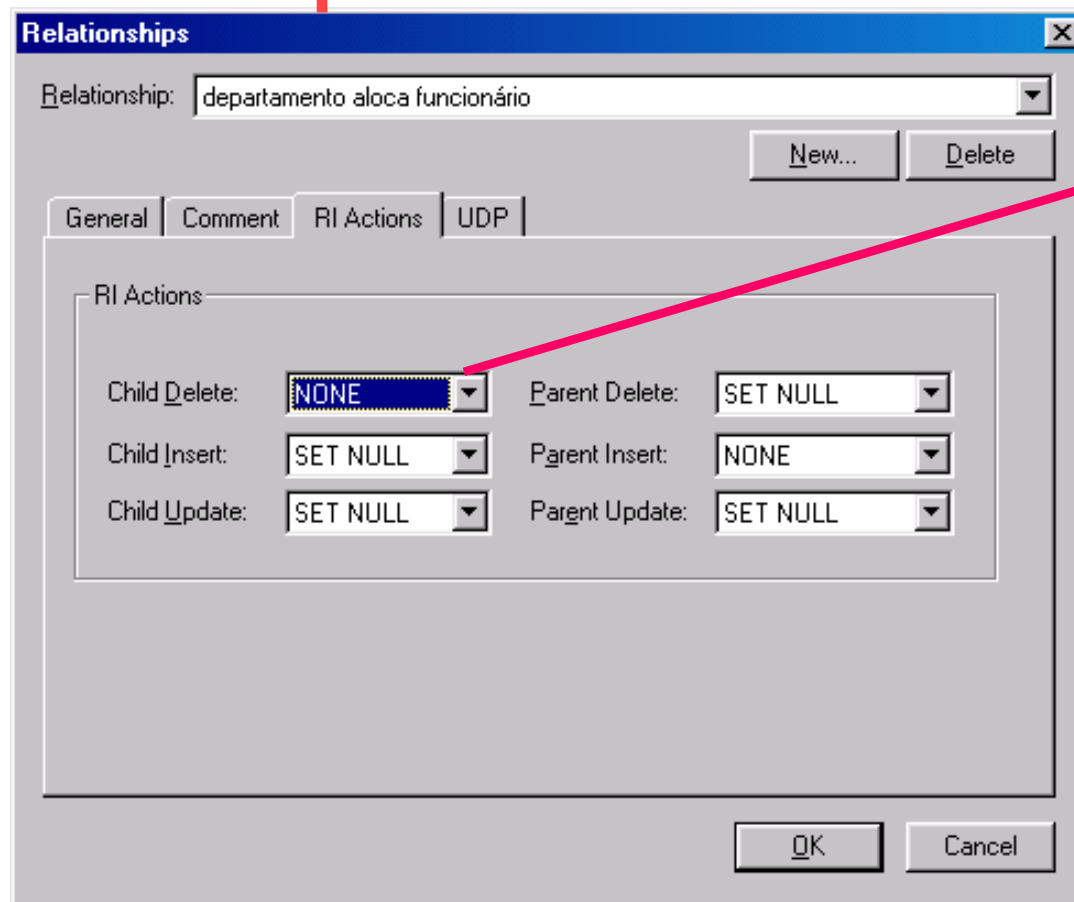 Relationships
Relationship: departamento aloca funcionário
New... Delete
General Comment RI Actions UDP
RI Actions
Child Delete: NONE Parent Delete: SET NULL
Child Insert: SET NULL Parent Insert: NONE
Child Update: SET NULL Parent Update: SET NULL
OK Cancel